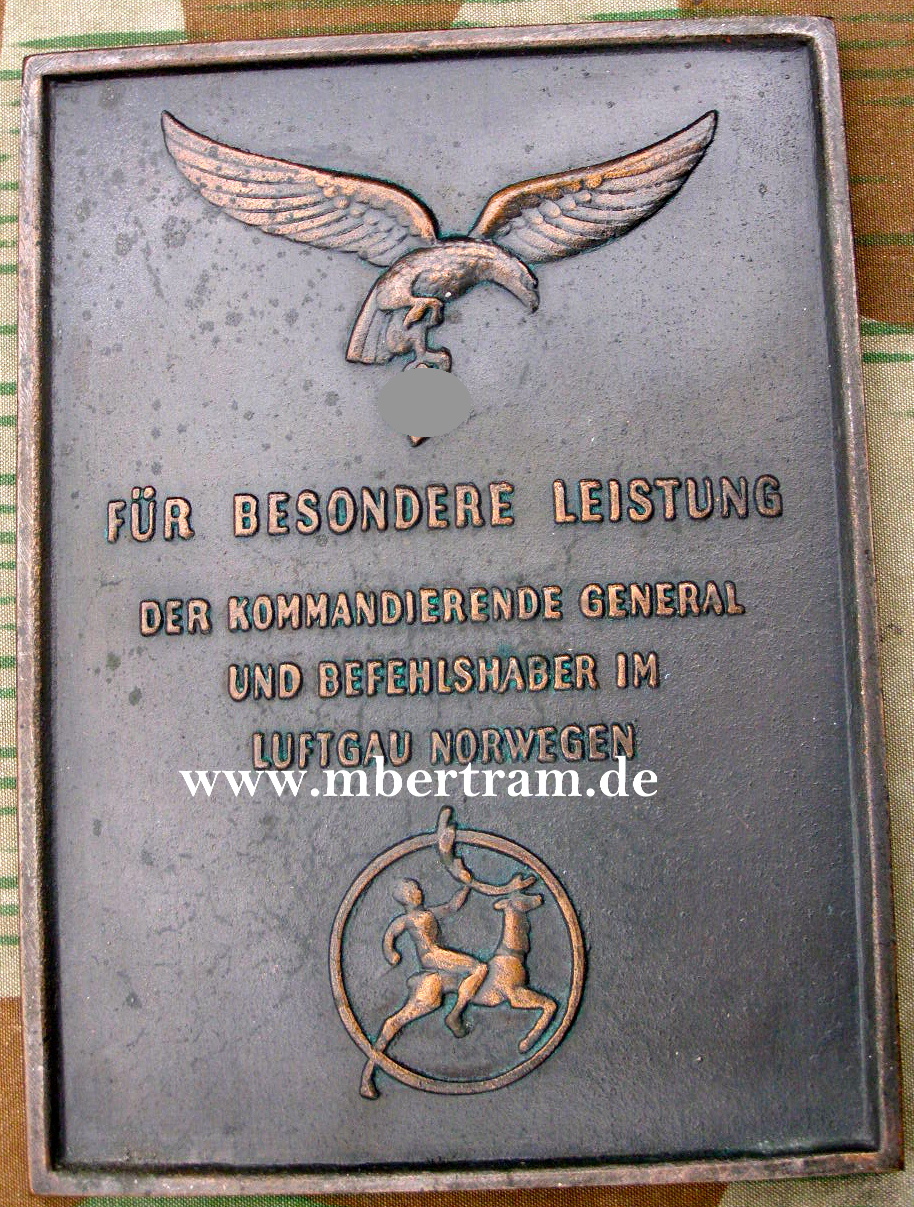 FÜR BESONDERE LEISTUNG
DER KOMMANDIERENDE GENERAL
UND BEFEHLSHABER IM
LUFTGAU NORWEGEN
www.mbertram.de